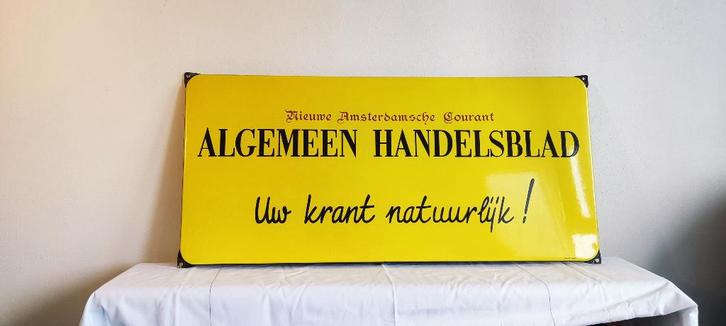 Nieuwe Amsterdamsche Courant
ALGEMEEN HANDELSBLAD
Uw krant natuurlijk!